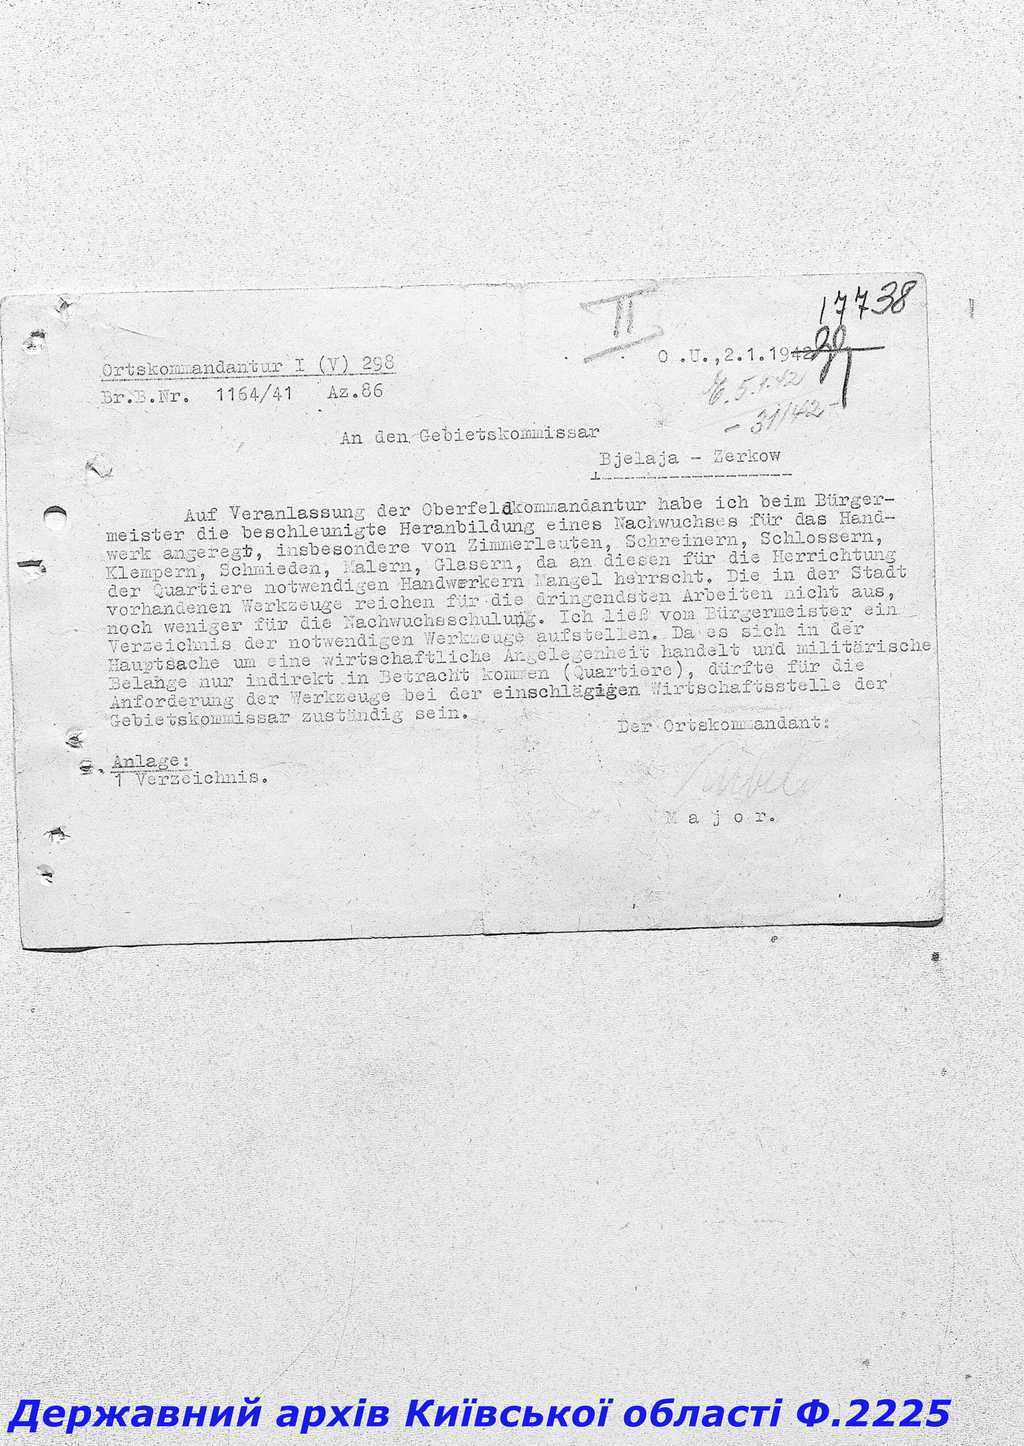 II
17738
Ortskommandantur I (V) 298
O.U.,2.1.1942
Br.B.Nr. 1164/41 Az.86
E. 5.1.42
- 31/42 -
An den Gebietskommissar
Bjelaja - Zerkow
Auf Veranlassung der Oberfeldkommandantur habe ich beim Bürger-
meister die beschleunigte Heranbildung eines Nachwuchses für das Hand-
werk angeregt, insbesondere von Zimmerleuten, Schreinern, Schlossern,
Klempern, Schmieden, Malern, Glasern, da an diesen für die Herrichtung
der Quartiere notwendigen Handwerkern Mangel herrscht. Die in der Stadt
vorhandenen Werkzeuge reichen für die dringendsten Arbeiten nicht aus,
noch weniger für die Nachwuchsschulung. Ich ließ vom Bürgermeister ein
Verzeichnis der notwendigen Werkzeuge aufstellen. Da es sich in der
Hauptsache um eine wirtschaftliche Angelegenheit handelt und militärische
Belange nur indirekt in Betracht kommen (Quartiere), dürfte für die
Anforderung der Werkzeuge bei der einschlägigen Wirtschaftsstelle der
Gebietskommissar zuständig sein.
Der Ortskommandant:
Anlage:
1 Verzeichnis.
Major.
Державний архів Київської області Ф.2225